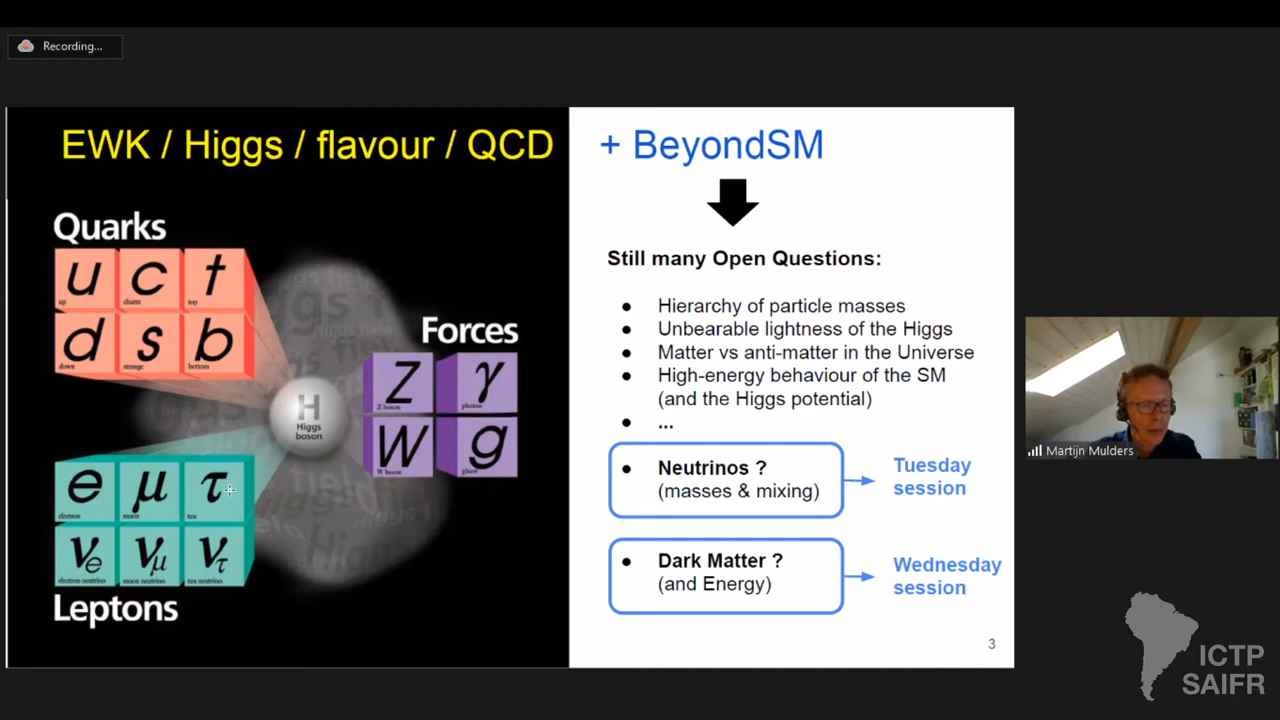 Recording...
EWK / Higgs / flavour / QCD
+ BeyondSM
Quarks
u c t
up charm top
d s b
down strange bottom
Forces
Z γ
Z boson photon
W g
W boson gluon
H
Higgs
boson
e μ τ
electron muon tau
νe νμ ντ
electron neutrino muon neutrino tau neutrino
Leptons
Still many Open Questions:
● Hierarchy of particle masses
● Unbearable lightness of the Higgs
● Matter vs anti-matter in the Universe
● High-energy behaviour of the SM
(and the Higgs potential)
● ...
● Neutrinos ?
(masses & mixing)
Tuesday
session
● Dark Matter ?
(and Energy)
Wednesday
session
3
Martijn Mulders
ICTP
SAIFR